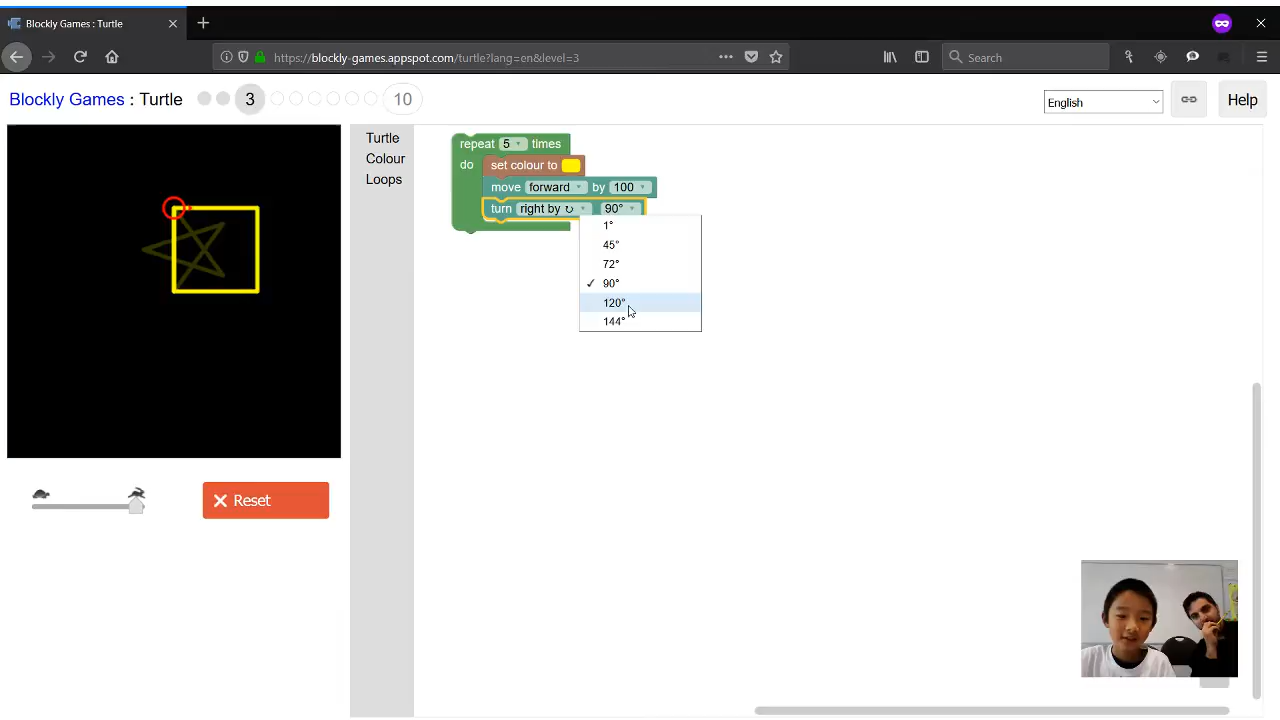 Blockly Games : Turtle
https://blockly-games.appspot.com/turtle?lang=en&level=3
Search
Blockly Games : Turtle
3
10
English
Help
Turtle
Colour
Loops
repeat 5 times
do
set colour to
move forward by 100
turn right by ↻ 90°
1°
45°
72°
✓ 90°
120°
144°
Reset